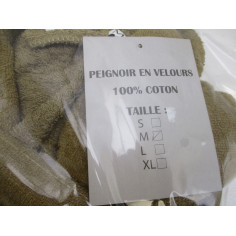 PEIGNOIR EN VELOURS
100% COTON
TAILLE :
S
M
L
XL